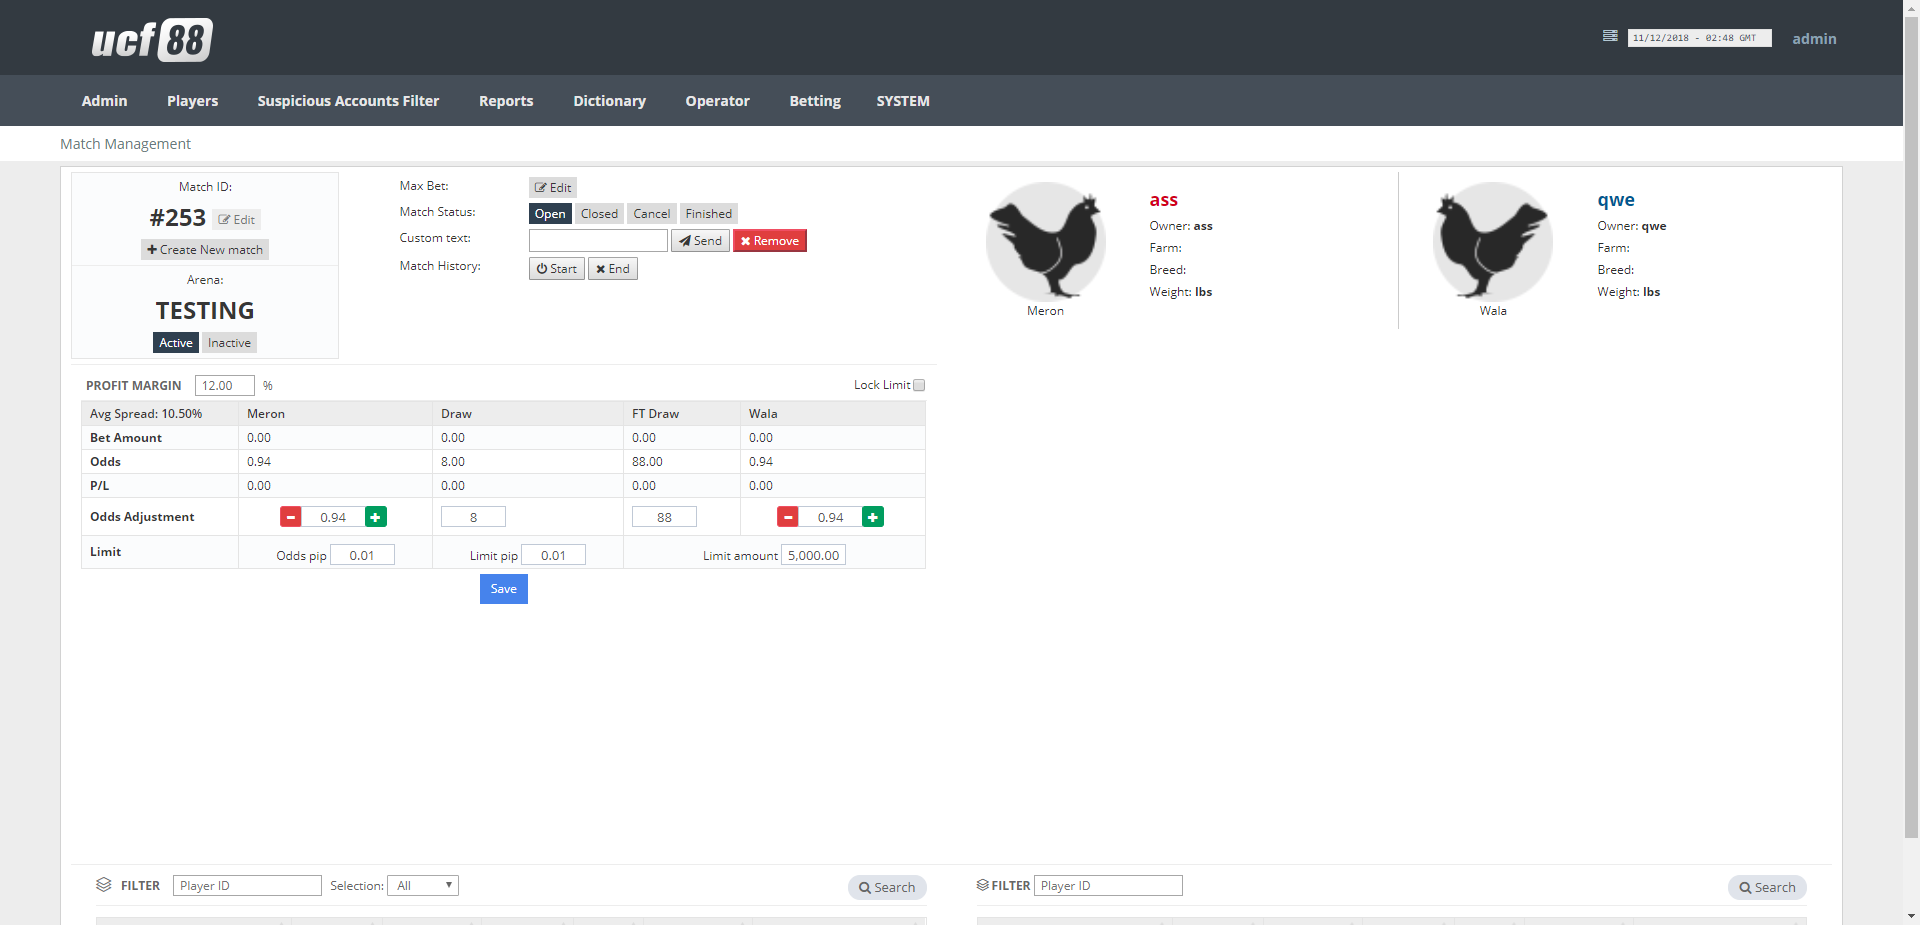 ucf 88
11/12/2018 - 02:48 GMT admin
Admin Players Suspicious Accounts Filter Reports Dictionary Operator Betting SYSTEM
Match Management
Match ID:
#253 Edit
Create New match
Arena:
TESTING
Active Inactive
Max Bet: Edit
Match Status: Open Closed Cancel Finished
Custom text: Send Remove
Match History: Start End
Meron
ass
Owner: ass
Farm:
Breed:
Weight: lbs
Wala
qwe
Owner: qwe
Farm:
Breed:
Weight: lbs
PROFIT MARGIN 12.00 % Lock Limit
Avg Spread: 10.50% Meron Draw FT Draw Wala
Bet Amount 0.00 0.00 0.00 0.00
Odds 0.94 8.00 88.00 0.94
P/L 0.00 0.00 0.00 0.00
Odds Adjustment 0.94 8 88 0.94
Limit Odds pip 0.01 Limit pip 0.01 Limit amount 5,000.00
Save
FILTER Player ID Selection: All Search
FILTER Player ID Search